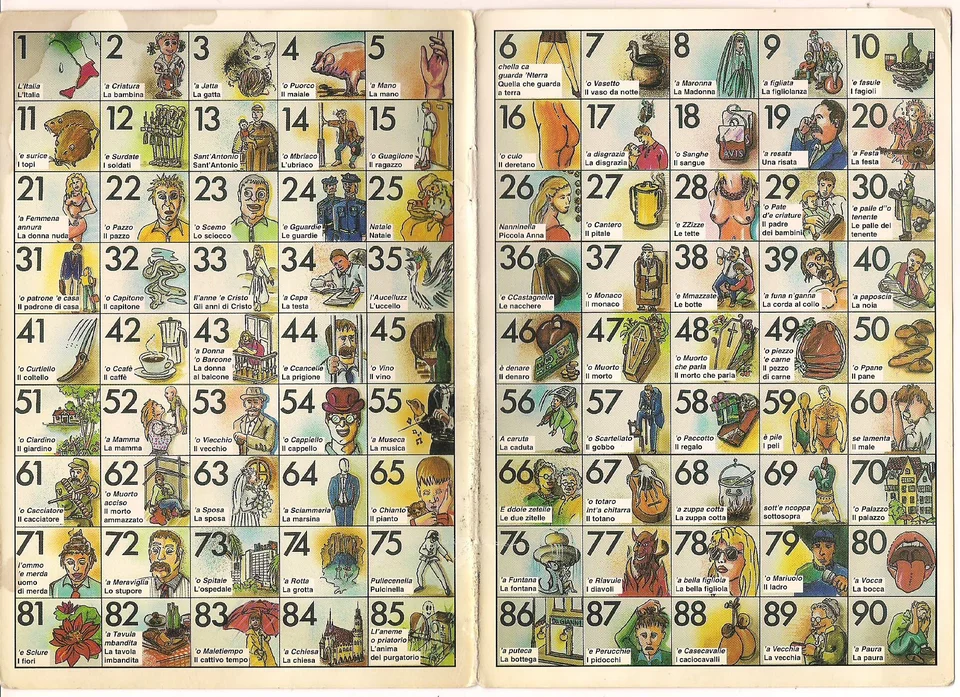 1
L'Italia
L'Italia
2
'a Criatura
La bambina
3
'a Jatta
La gatta
4
'o Puorco
Il maiale
5
'a Mano
La mano
6
chella ca
guarda 'Nterra
Quella che guarda
a terra
7
o Vasetto
Il vaso da notte
8
a Maronna
La Madonna
9
'a figliata
La figliolanza
10
'e fasule
I fagioli
11
'e surice
I topi
12
'e Surdate
I soldati
13
Sant'Antonio
Sant'Antonio
14
'o Mbriaco
L'ubriaco
15
'o Guaglione
Il ragazzo
16
'o culo
Il deretano
17
'a disgrazia
La disgrazia
18
'o Sanghe
Il sangue
AVIS
19
'a resata
Una risata
20
'a Festa
La festa
21
'a Femmena
annura
La donna nuda
22
'o Pazzo
Il pazzo
23
'o Scemo
Lo sciocco
24
'e Gguardie
Le guardie
25
Natale
Natale
26
Nanninella
Piccola Anna
27
'o Cantero
Il pitale
28
'e ZZizze
Le tette
29
'o Pate
d'e criature
Il padre
dei bambini
30
'e palle d''o
tenente
Le palle del
tenente
31
'o patrone 'e casa
Il padrone di casa
32
'o Capitone
Il capitone
33
ll'anne 'e Cristo
Gli anni di Cristo
34
'a Capa
La testa
35
l'Aucelluzz
L'uccello
36
'e CCastagnelle
Le nacchere
37
'o Monaco
Il monaco
38
'e Mmazzate
Le botte
39
'a funa n'ganna
La corda al collo
40
'a paposcia
La noia
41
'o Curtiello
Il coltello
42
'o Ccafè
Il caffè
43
'a Donna
'o Barcone
La donna
al balcone
44
'e Ccancelle
La prigione
45
'o Vino
Il vino
46
è denare
Il denaro
47
'o Muorto
Il morto
48
'o Muorto
che parla
Il morto che parla
49
'o piezzo
'e carne
Il pezzo
di carne
50
'o Ppane
Il pane
51
'o Ciardino
Il giardino
52
'a Mamma
La mamma
53
'o Viecchio
Il vecchio
54
'o Cappiello
Il cappello
55
'a Museca
La musica
56
A caruta
La caduta
57
'o Scartellato
Il gobbo
58
'o Paccotto
Il regalo
59
è pile
I peli
60
se lamenta
Il male
61
'o Cacciatore
Il cacciatore
62
'o Muorto
acciso
Il morto
ammazzato
63
'a Sposa
La sposa
64
'a Sciammeria
La marsina
65
'o Chianto
Il pianto
66
E ddoie zetelle
Le due zitelle
67
'o totaro
int'a chitarra
Il totano
68
'a zuppa cotta
La zuppa cotta
69
sott'e ncoppa
sottosopra
70
'o Palazzo
Il palazzo
71
l'ommo
'e merda
uomo
di merda
72
'a Meraviglia
Lo stupore
73
'o Spitale
L'ospedale
74
'a Rotta
La grotta
75
Pullecenella
Pulcinella
76
'a Funtana
La fontana
77
'e Riavule
I diavoli
78
'a bella figliola
La bella figliola
79
'o Mariuolo
Il ladro
80
'a Vocca
La bocca
81
'e Sciure
I fiori
82
'a Tavula
mbandita
La tavola
imbandita
83
'o Maletiempo
Il cattivo tempo
84
'a Cchiesa
La chiesa
85
Ll'aneme
L'anima
dei purgatorio
86
'a puteca
La bottega
87
'e Perucchie
I pidocchi
88
'e Casecavalle
I caciocavalli
89
'a Vecchia
La vecchia
90
'a Paura
La paura